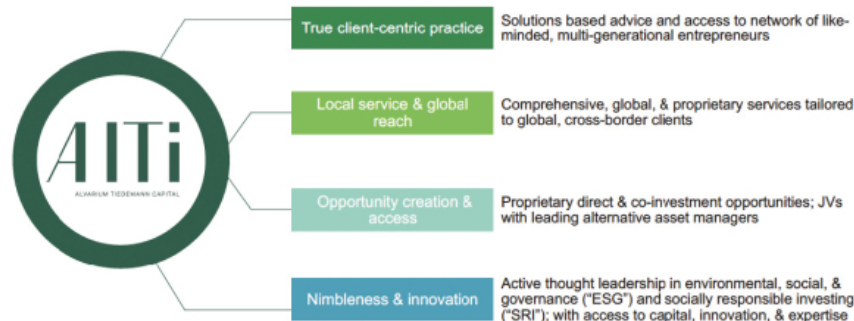 True client-centric practice
Solutions based advice and access to network of like-
minded, multi-generational entrepreneurs
Local service & global
reach
Comprehensive, global, & proprietary services tailored
to global, cross-border clients
AlTi
ALVARIUM TIEDEMANN CAPITAL
Opportunity creation &
access
Proprietary direct & co-investment opportunities; JVs
with leading alternative asset managers
Nimbleness & innovation
Active thought leadership in environmental, social, &
governance ("ESG") and socially responsible investing
("SRI"); with access to capital, innovation, & expertise